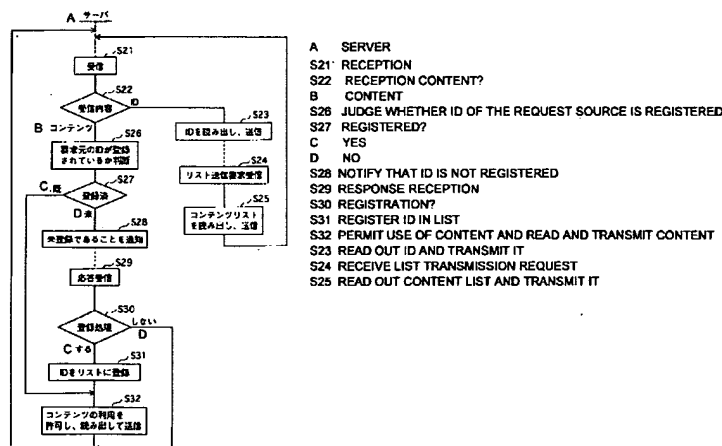 A サーバ
S21
受信
S22
受信内容
ID
B コンテンツ
S23
IDを読み出し、送信
S26
要求元のIDが登録
されているか判断
S24
リスト送信要求受信
S27
C.既
登録済
S25
コンテンツリスト
を読み出し、送信
D 未
S28
未登録であることを通知
S29
応答受信
S30
登録処理
しない
D
C する
S31
IDをリストに登録
S32
コンテンツの利用を
許可し、読み出して送信
A SERVER
S21 RECEPTION
S22 RECEPTION CONTENT?
B CONTENT
S26 JUDGE WHETHER ID OF THE REQUEST SOURCE IS REGISTERED
S27 REGISTERED?
C YES
D NO
S28 NOTIFY THAT ID IS NOT REGISTERED
S29 RESPONSE RECEPTION
S30 REGISTRATION?
S31 REGISTER ID IN LIST
S32 PERMIT USE OF CONTENT AND READ AND TRANSMIT CONTENT
S23 READ OUT ID AND TRANSMIT IT
S24 RECEIVE LIST TRANSMISSION REQUEST
S25 READ OUT CONTENT LIST AND TRANSMIT IT